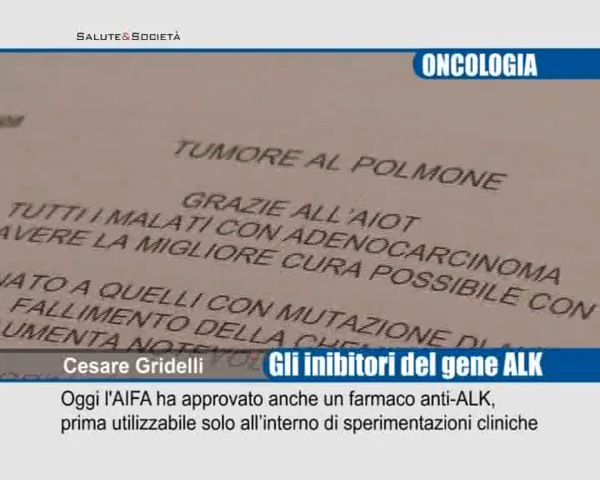 SALUTE&SOCIETÀ
ONCOLOGIA
TUMORE AL POLMONE
GRAZIE ALL'AIOT
TUTTI I MALATI CON ADENOCARCINOMA
AVERE LA MIGLIORE CURA POSSIBILE CON
A QUELLI CON MUTAZIONE DI
FALLIMENTO DELLA
AUMENTA
Cesare Gridelli
Gli inibitori del gene ALK
Oggi l'AIFA ha approvato anche un farmaco anti-ALK,
prima utilizzabile solo all'interno di sperimentazioni cliniche